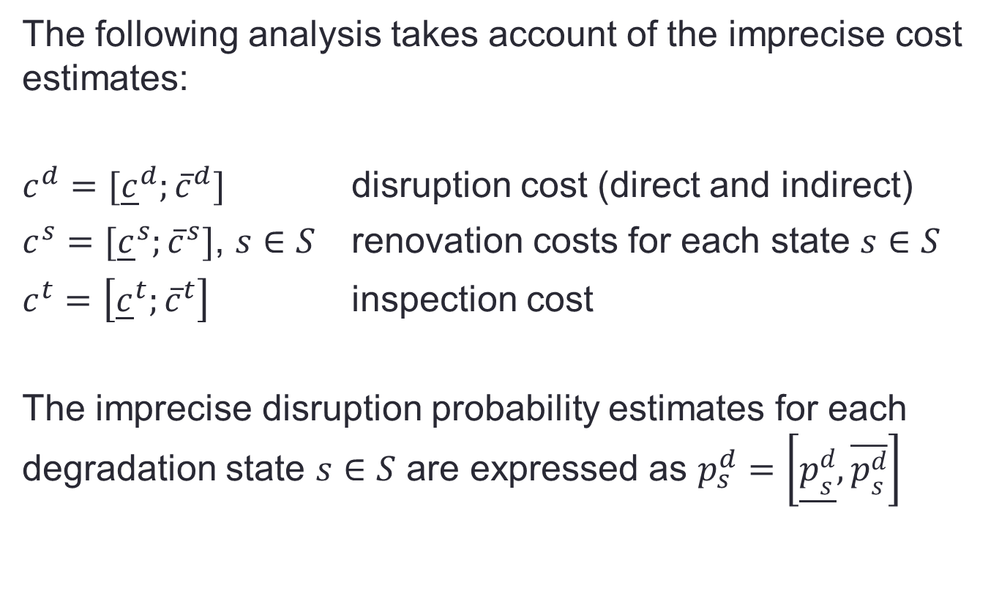 The following analysis takes account of the imprecise cost
estimates:
$c^d = [\underline{c}^d; \bar{c}^d]$ disruption cost (direct and indirect)
$c^s = [\underline{c}^s; \bar{c}^s], s \in S$ renovation costs for each state $s \in S$
$c^t = [\underline{c}^t; \bar{c}^t]$ inspection cost
The imprecise disruption probability estimates for each
degradation state $s \in S$ are expressed as $p_s^d = \left[\underline{p_s^d}, \overline{p_s^d}\right]$